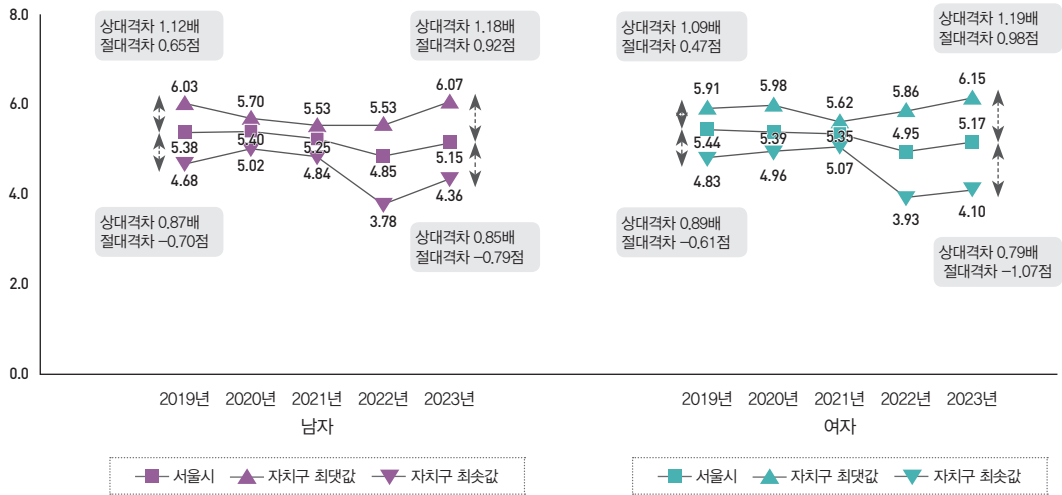 8.0
6.0
4.0
2.0
0.0
상대격차 1.12배
절대격차 0.65점
상대격차 1.18배
절대격차 0.92점
6.03
5.70
5.53
5.53
6.07
5.38
5.40
5.25
4.85
5.15
4.68
5.02
4.84
3.78
4.36
상대격차 0.87배
절대격차 -0.70점
상대격차 0.85배
절대격차 -0.79점
2019년 2020년 2021년 2022년 2023년
남자
서울시 자치구 최댓값 자치구 최솟값
상대격차 1.09배
절대격차 0.47점
상대격차 1.19배
절대격차 0.98점
5.91
5.98
5.62
5.86
6.15
5.44
5.39
5.35
4.95
5.17
4.83
4.96
5.07
3.93
4.10
상대격차 0.89배
절대격차 -0.61점
상대격차 0.79배
절대격차 -1.07점
2019년 2020년 2021년 2022년 2023년
여자
서울시 자치구 최댓값 자치구 최솟값